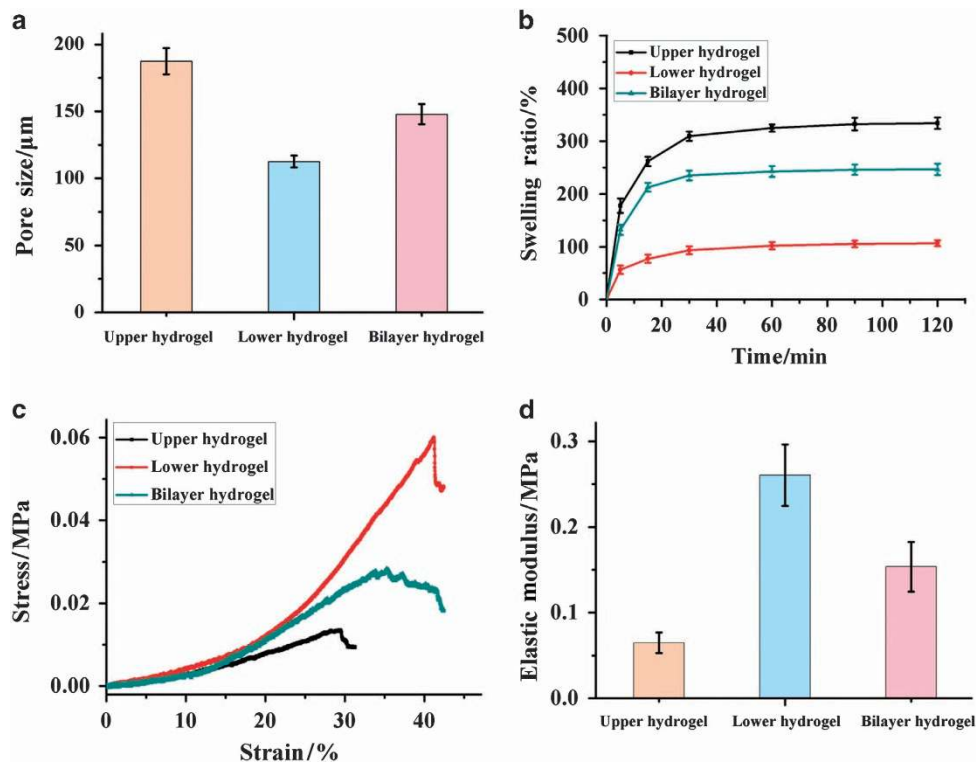 a
200
150
100
50
0
Pore size/μm
Upper hydrogel Lower hydrogel Bilayer hydrogel
b
500
400
300
200
100
0
Swelling ratio/%
Upper hydrogel
Lower hydrogel
Bilayer hydrogel
0 20 40 60 80 100 120
Time/min
c
0.06
0.04
0.02
0.00
Stress/MPa
Upper hydrogel
Lower hydrogel
Bilayer hydrogel
0 10 20 30 40
Strain/%
d
0.3
0.2
0.1
0.0
Elastic modulus/MPa
Upper hydrogel Lower hydrogel Bilayer hydrogel